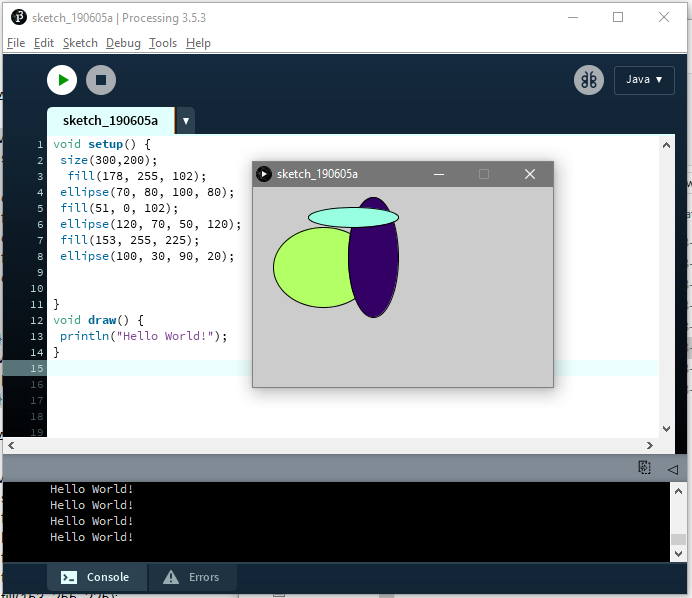 sketch_190605a | Processing 3.5.3
File Edit Sketch Debug Tools Help
Java ▼
sketch_190605a ▼
1 void setup() {
2 size(300,200);
3 fill(178, 255, 102);
4 ellipse(70, 80, 100, 80);
5 fill(51, 0, 102);
6 ellipse(120, 70, 50, 120);
7 fill(153, 255, 225);
8 ellipse(100, 30, 90, 20);
9
10
11 }
12 void draw() {
13 println("Hello World!");
14 }
15
16
17
18
19
sketch_190605a
Hello World!
Hello World!
Hello World!
Hello World!
Console Errors